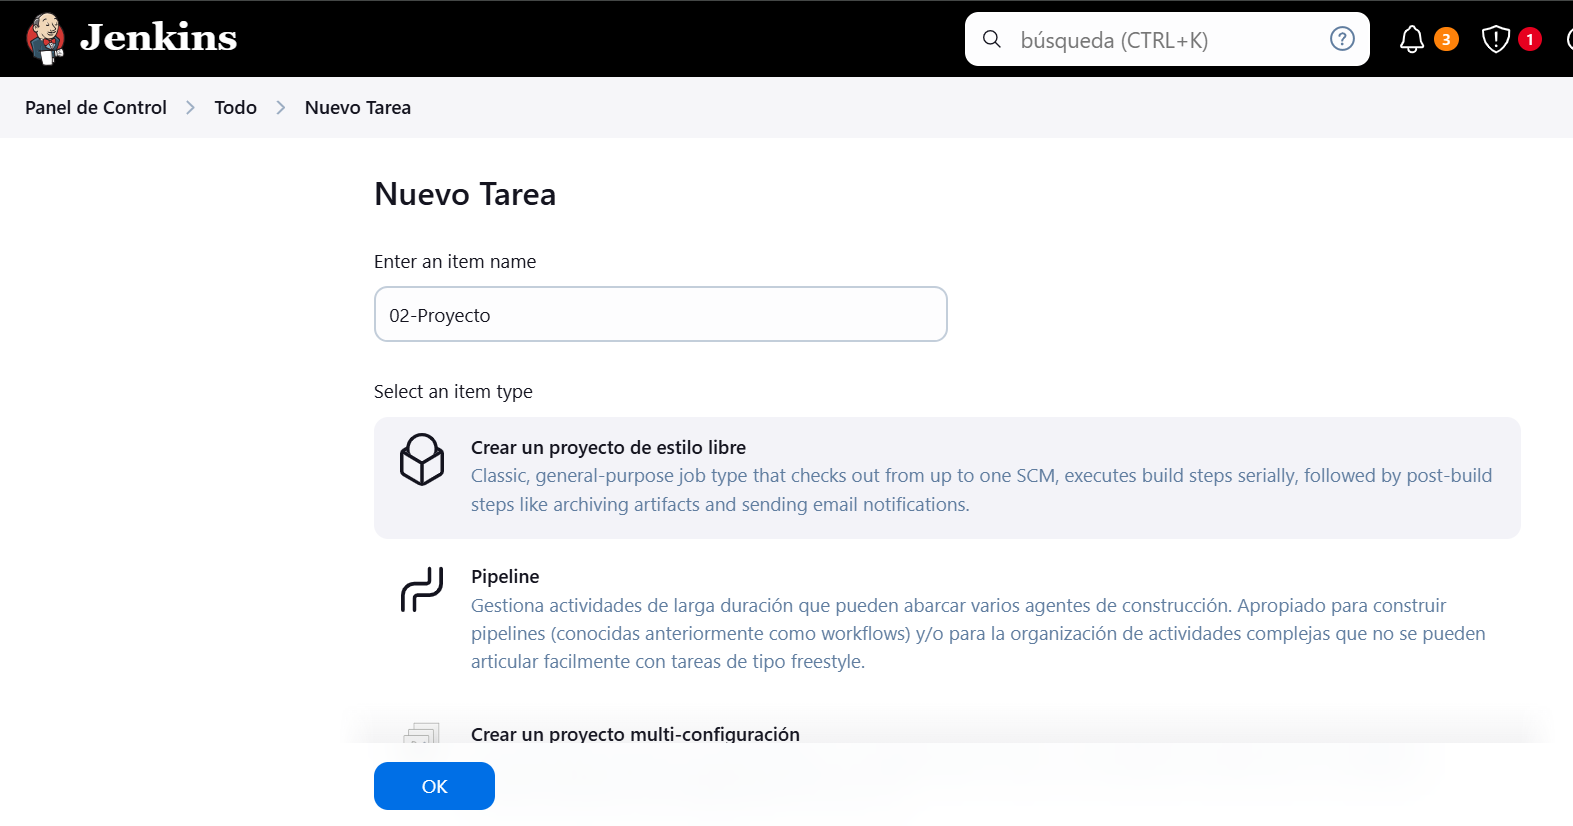 Jenkins
búsqueda (CTRL+K)
?
3
1
Panel de Control > Todo > Nuevo Tarea
Nuevo Tarea
Enter an item name
02-Proyecto
Select an item type
Crear un proyecto de estilo libre
Classic, general-purpose job type that checks out from up to one SCM, executes build steps serially, followed by post-build
steps like archiving artifacts and sending email notifications.
Pipeline
Gestiona actividades de larga duración que pueden abarcar varios agentes de construcción. Apropiado para construir
pipelines (conocidas anteriormente como workflows) y/o para la organización de actividades complejas que no se pueden
articular facilmente con tareas de tipo freestyle.
Crear un proyecto multi-configuración
OK